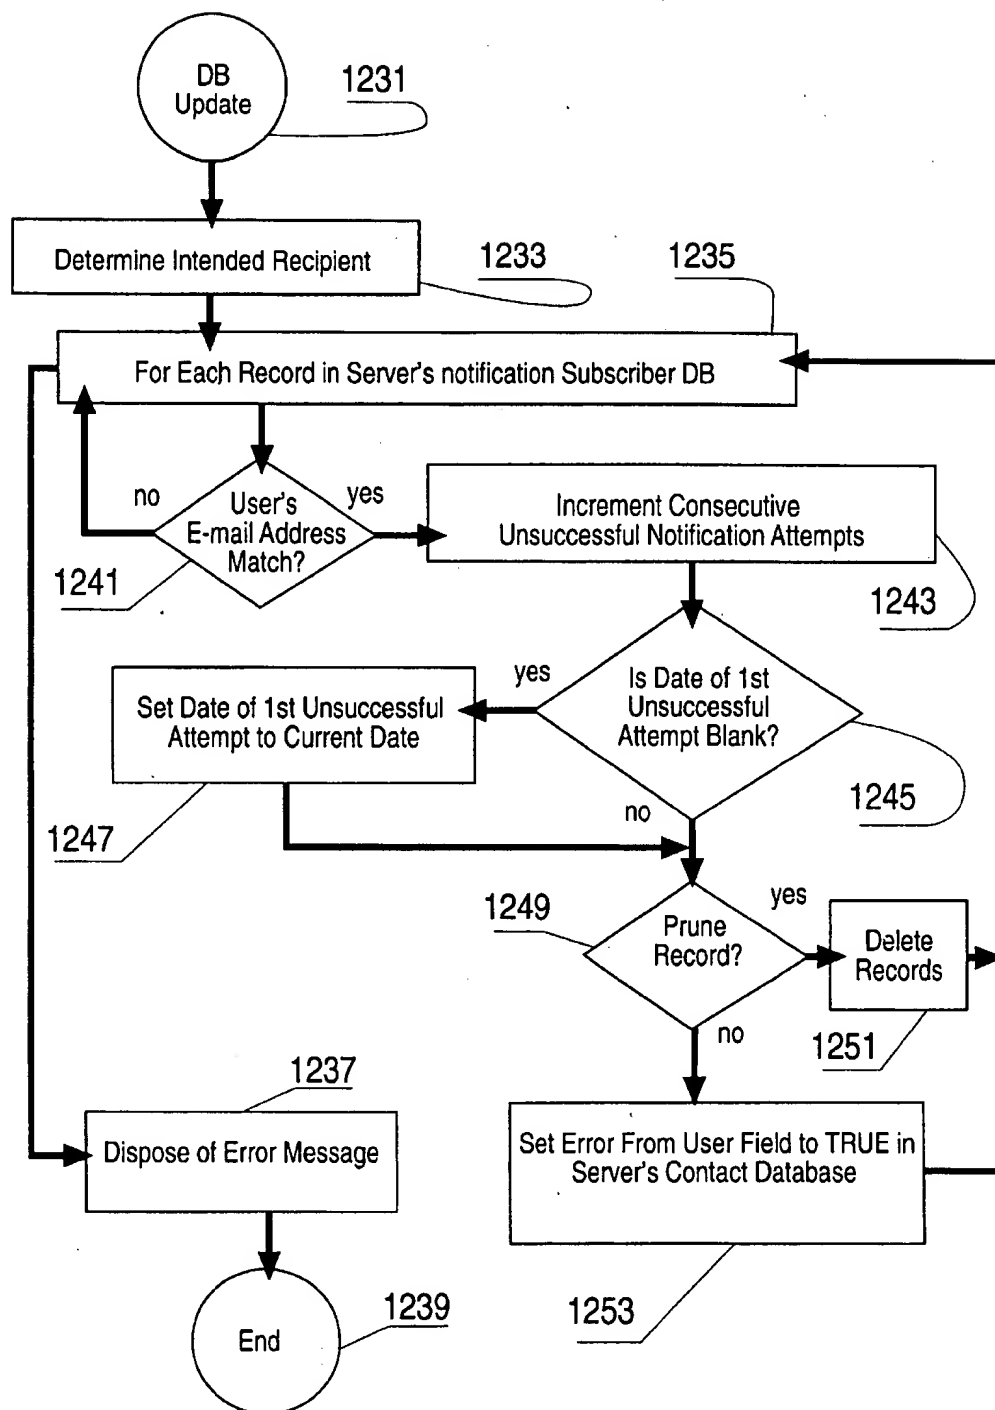 DB
Update
1231
Determine Intended Recipient
1233
1235
For Each Record in Server's notification Subscriber DB
no
User's
E-mail Address
Match?
yes
1241
Increment Consecutive
Unsuccessful Notification Attempts
1243
yes
Is Date of 1st
Unsuccessful
Attempt Blank?
Set Date of 1st Unsuccessful
Attempt to Current Date
1245
no
1247
1249
Prune
Record?
yes
Delete
Records
no
1251
1237
Dispose of Error Message
Set Error From User Field to TRUE in
Server's Contact Database
1239
End
1253